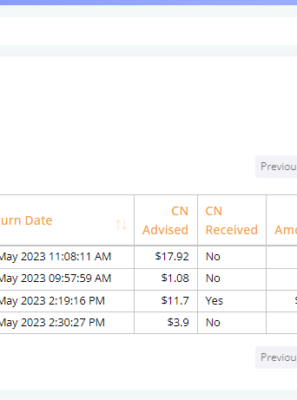 Previou
urn Date ↑↓ CN Advised CN Received Amo
May 2023 11:08:11 AM $17.92 No
May 2023 09:57:59 AM $1.08 No
May 2023 2:19:16 PM $11.7 Yes $
May 2023 2:30:27 PM $3.9 No
Previou